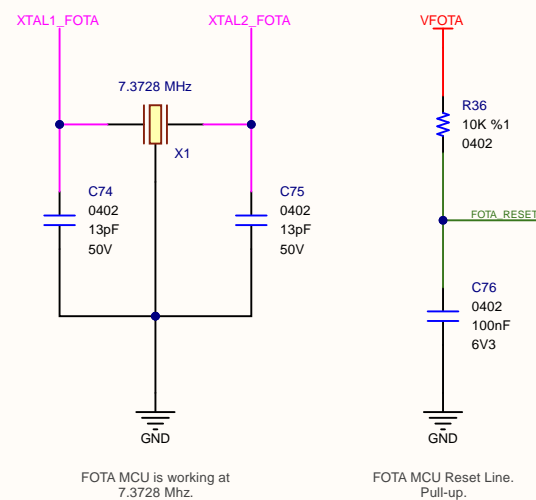 XTAL1_FOTA
XTAL2_FOTA
7.3728 MHz
X1
C74
0402
13pF
50V
C75
0402
13pF
50V
GND
FOTA MCU is working at
7.3728 Mhz.
VFOTA
R36
10K %1
0402
FOTA_RESET
C76
0402
100nF
6V3
GND
FOTA MCU Reset Line.
Pull-up.